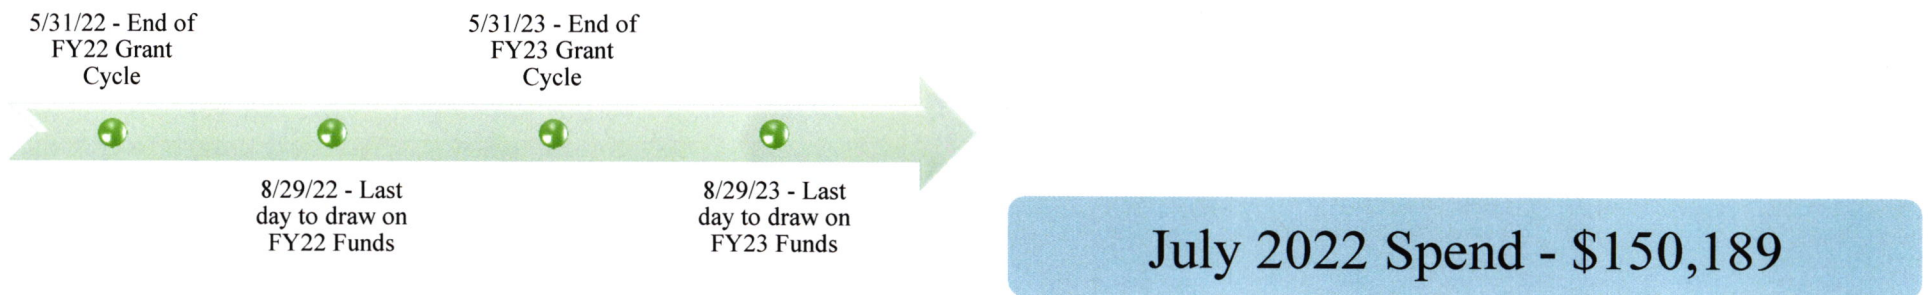 5/31/22 - End of
FY22 Grant
Cycle
5/31/23 - End of
FY23 Grant
Cycle
8/29/22 - Last
day to draw on
FY22 Funds
8/29/23 - Last
day to draw on
FY23 Funds
July 2022 Spend - $150,189